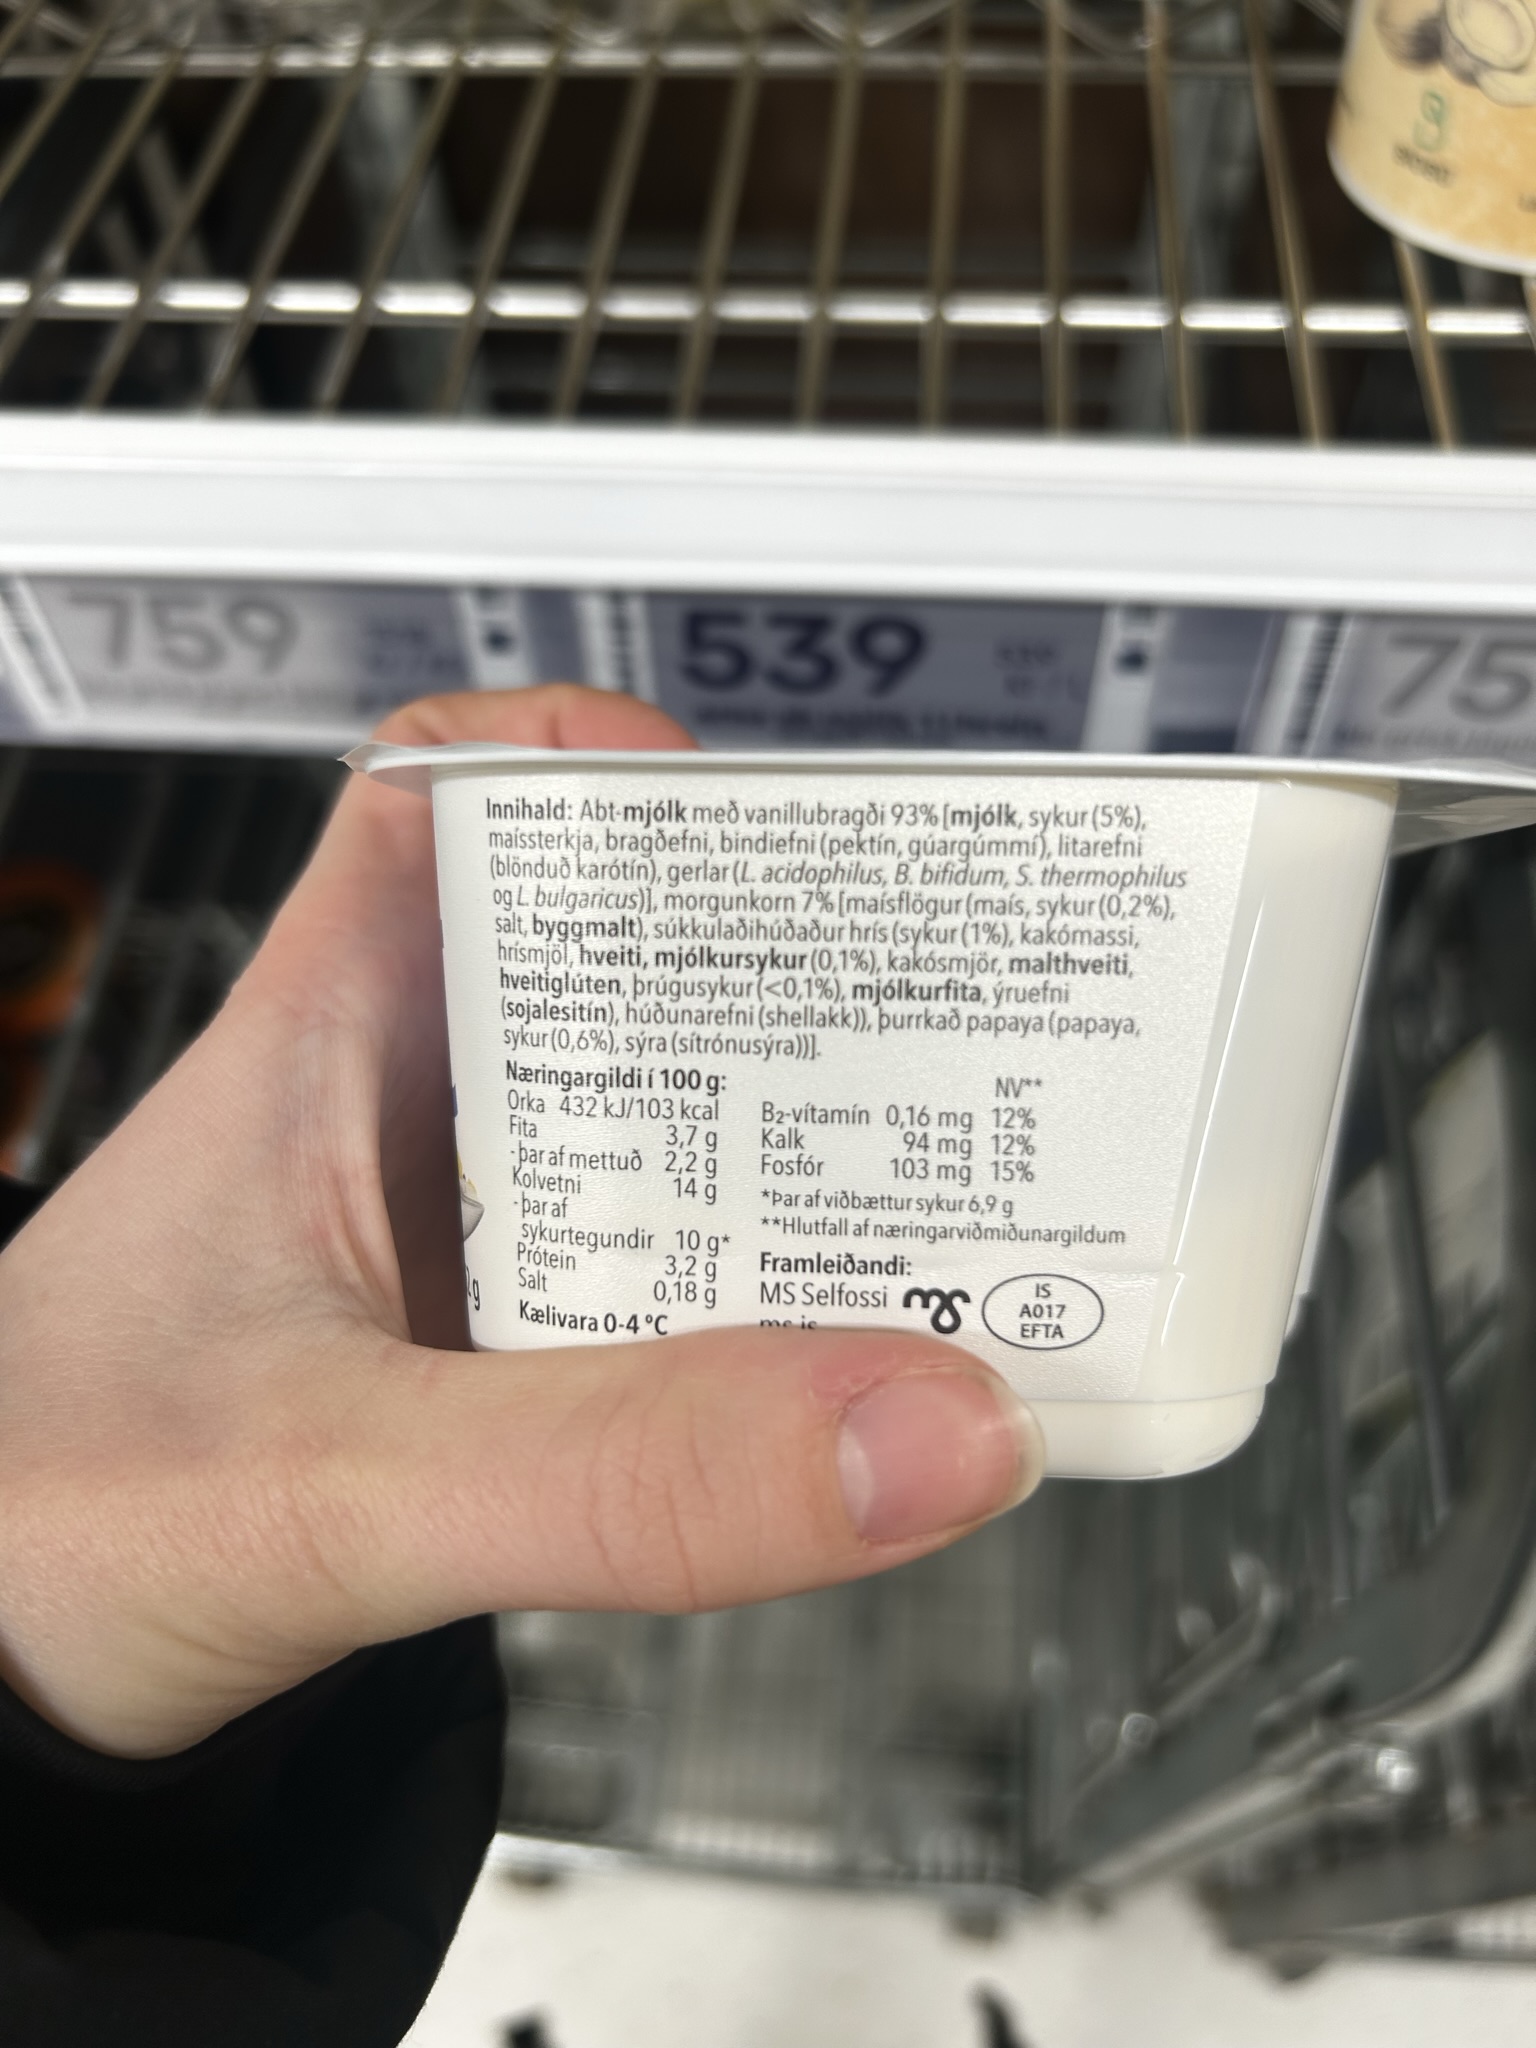 759
539
75
Innihald: Abt-mjólk með vanillubragði 93% [mjólk, sykur (5%),
maíssterkja, bragðefni, bindiefni (pektín, gúargúmmí), litarefni
(blönduð karótín), gerlar (L. acidophilus, B. bifidum, S. thermophilus
og L. bulgaricus)], morgunkorn 7% [maísflögur (maís, sykur (0,2%),
salt, byggmalt), súkkulaðihúðaður hrís (sykur (1%), kakómassi,
hrísmjöl, hveiti, mjólkursykur (0,1%), kakósmjör, malthveiti,
hveitiglúten, þrúgusykur (<0,1%), mjólkurfita, ýruefni
(sojalesitín), húðunarefni (shellakk)), þurrkað papaya (papaya,
sykur (0,6%), sýra (sítrónusýra))].
Næringargildi í 100 g:
Orka 432 kJ/103 kcal
Fita 3,7 g
- þar af mettuð 2,2 g
Kolvetni 14 g
- þar af
sykurtegundir 10 g*
Prótein 3,2 g
Salt 0,18 g
Kælivara 0-4 °C
NV**
B2-vítamín 0,16 mg 12%
Kalk 94 mg 12%
Fosfór 103 mg 15%
*Þar af viðbættur sykur 6,9 g
**Hlutfall af næringarviðmiðunargildum
Framleiðandi:
MS Selfossi ms
ms.is
IS
A017
EFTA